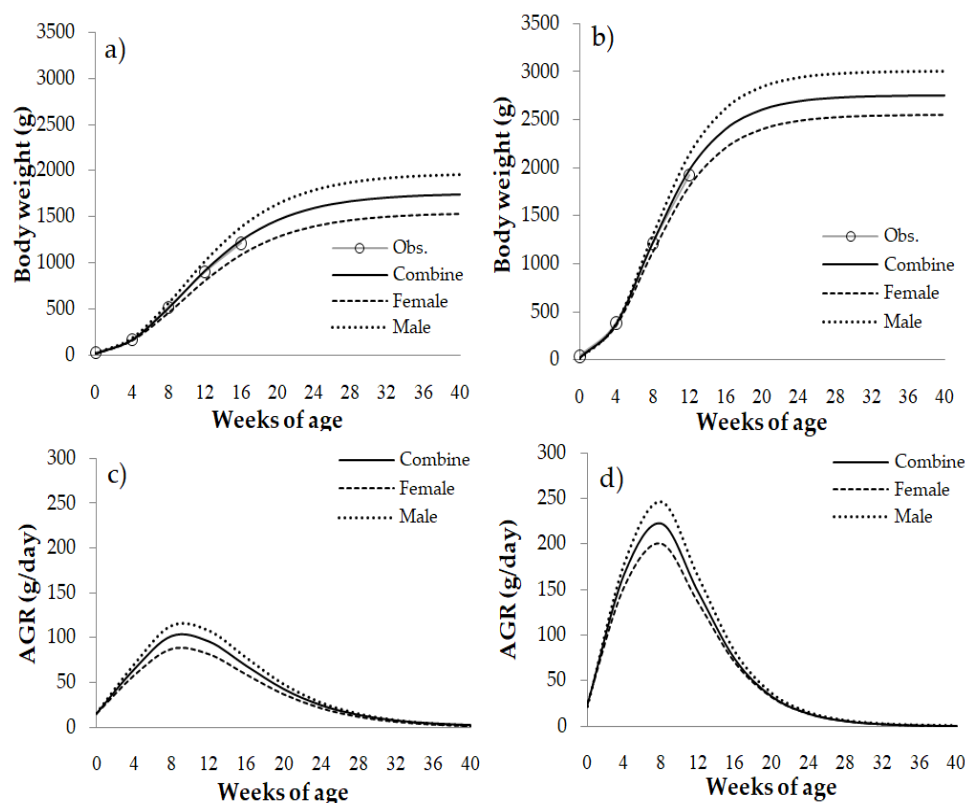 a)
3500
3000
2500
2000
1500
1000
500
0
Body weight (g)
Obs.
Combine
Female
Male
0 4 8 12 16 20 24 28 32 36 40
Weeks of age
b)
3500
3000
2500
2000
1500
1000
500
0
Body weight (g)
Obs.
Combine
Female
Male
0 4 8 12 16 20 24 28 32 36 40
Weeks of age
c)
300
250
200
150
100
50
0
AGR (g/day)
Combine
Female
Male
0 4 8 12 16 20 24 28 32 36 40
Weeks of age
d)
300
250
200
150
100
50
0
AGR (g/day)
Combine
Female
Male
0 4 8 12 16 20 24 28 32 36 40
Weeks of age